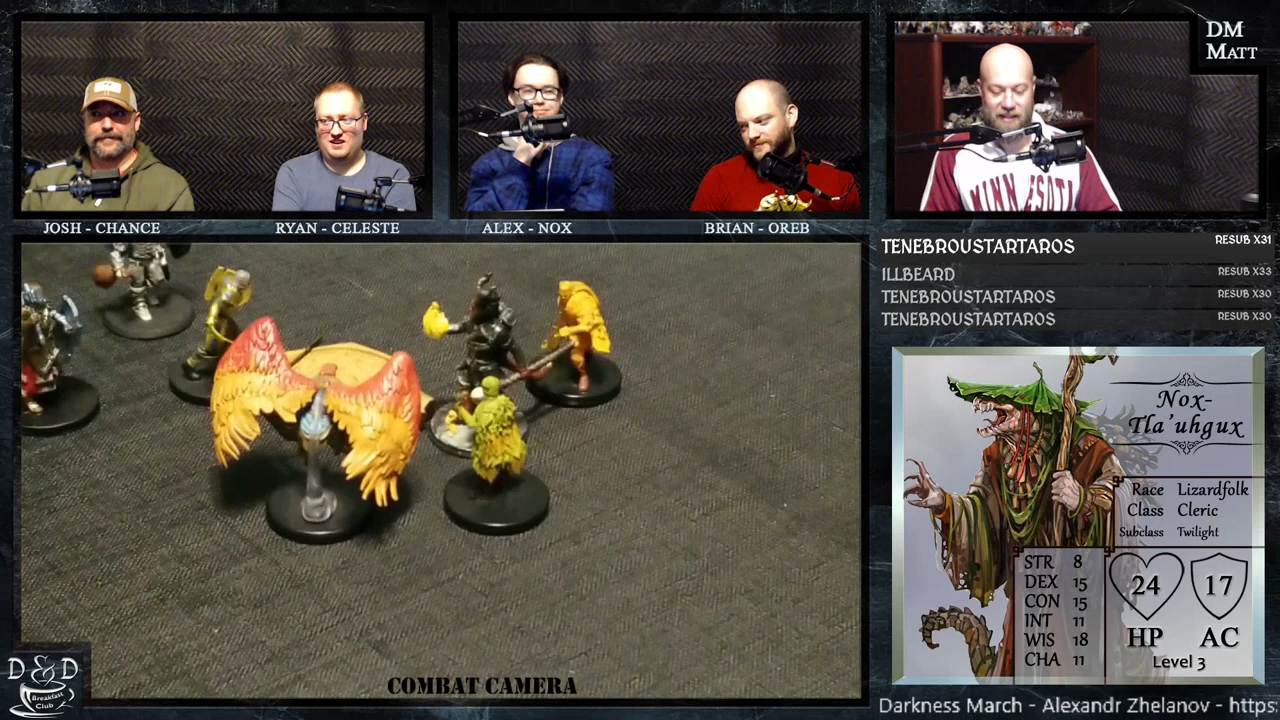 DM
MATT
MINNESOTA
JOSH - CHANCE
RYAN - CELESTE
ALEX - NOX
BRIAN - OREB
TENEBROUSTARTAROS RESUB X31
ILLBEARD RESUB X33
TENEBROUSTARTAROS RESUB X30
TENEBROUSTARTAROS RESUB X30
Nox-
Tla'uhgux
Race Lizardfolk
Class Cleric
Subclass Twilight
STR 8
DEX 15
CON 15
INT 11
WIS 18
CHA 11
24
HP
17
AC
Level 3
D&D
Breakfast
Club
COMBAT CAMERA
Darkness March - Alexandr Zhelanov - https: